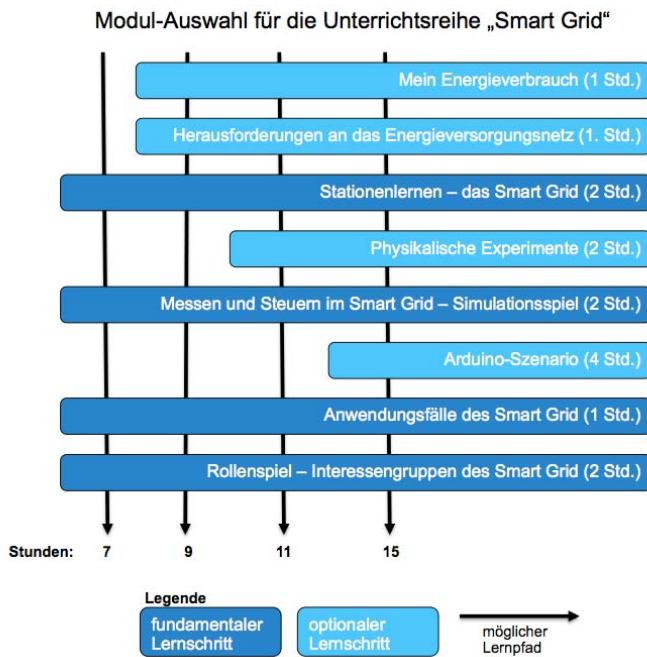 Modul-Auswahl für die Unterrichtsreihe „Smart Grid“
Mein Energieverbrauch (1 Std.)
Herausforderungen an das Energieversorgungsnetz (1. Std.)
Stationenlernen – das Smart Grid (2 Std.)
Physikalische Experimente (2 Std.)
Messen und Steuern im Smart Grid – Simulationsspiel (2 Std.)
Arduino-Szenario (4 Std.)
Anwendungsfälle des Smart Grid (1 Std.)
Rollenspiel – Interessengruppen des Smart Grid (2 Std.)
Stunden: 7 9 11 15
Legende
fundamentaler
Lernschritt
optionaler
Lernschritt
möglicher
Lernpfad